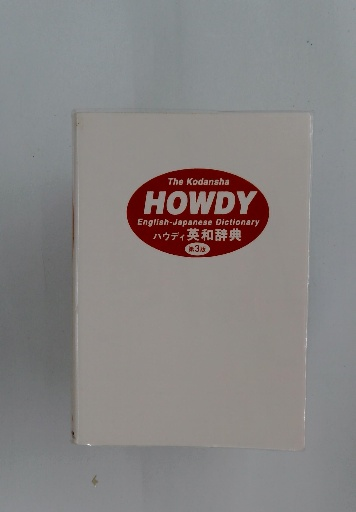 The Kodansha
HOWDY
English-Japanese Dictionary
ハウディ英和辞典
第3版